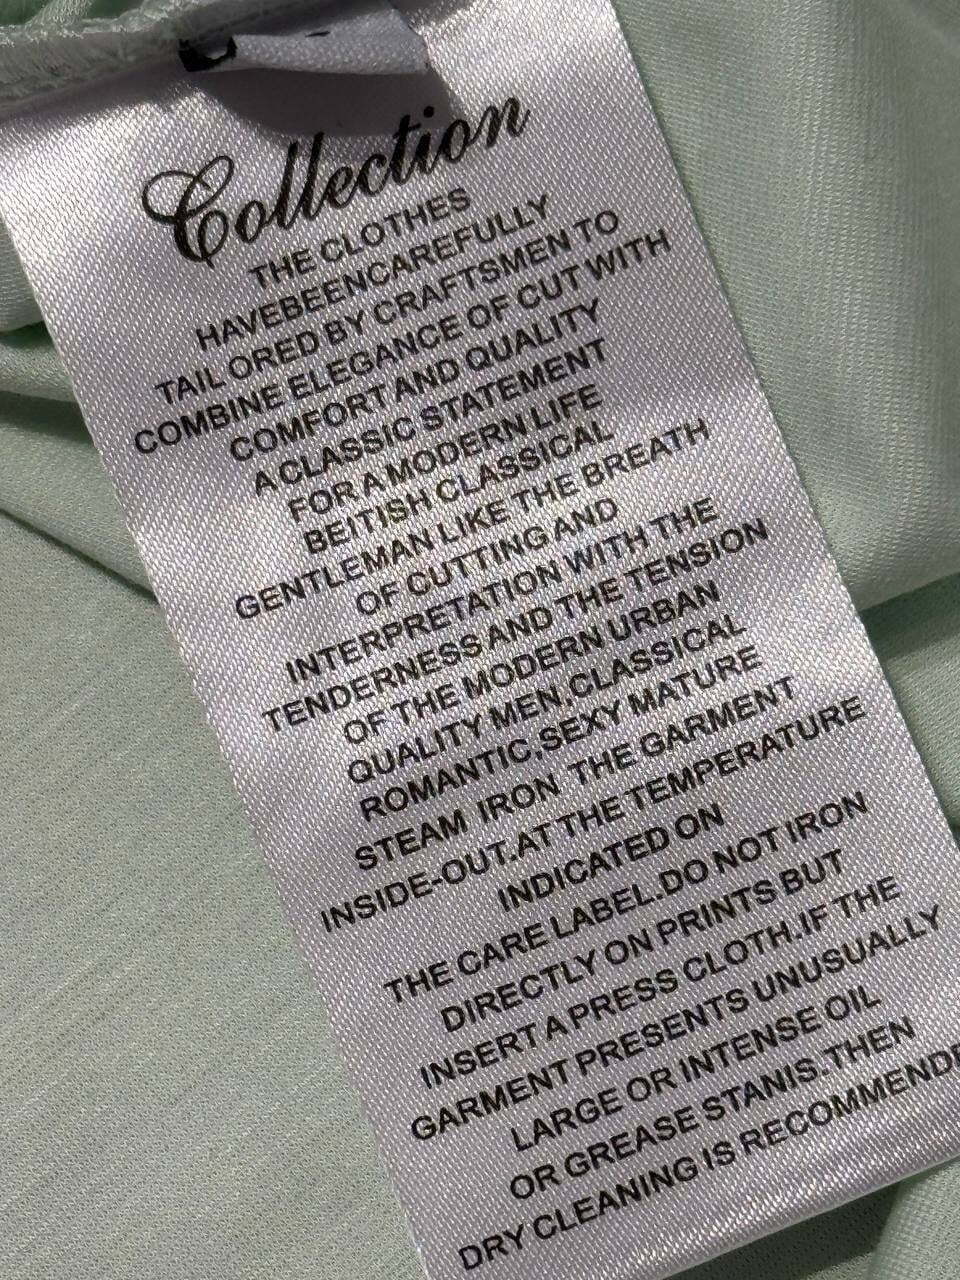 Collection
THE CLOTHES
HAVEBEENCAREFULLY
TAIL ORED BY CRAFTSMEN TO
COMBINE ELEGANCE OF CUT WITH
COMFORT AND QUALITY
A CLASSIC STATEMENT
FOR A MODERN LIFE
BEITISH CLASSICAL
GENTLEMAN LIKE THE BREATH
OF CUTTING AND
INTERPRETATION WITH THE
TENDERNESS AND THE TENSION
OF THE MODERN URBAN
QUALITY MEN,CLASSICAL
ROMANTIC,SEXY MATURE
STEAM IRON THE GARMENT
INSIDE-OUT.AT THE TEMPERATURE
INDICATED ON
THE CARE LABEL.DO NOT IRON
DIRECTLY ON PRINTS BUT
INSERT A PRESS CLOTH.IF THE
GARMENT PRESENTS UNUSUALLY
LARGE OR INTENSE OIL
OR GREASE STANIS.THEN
DRY CLEANING IS RECOMMENDE